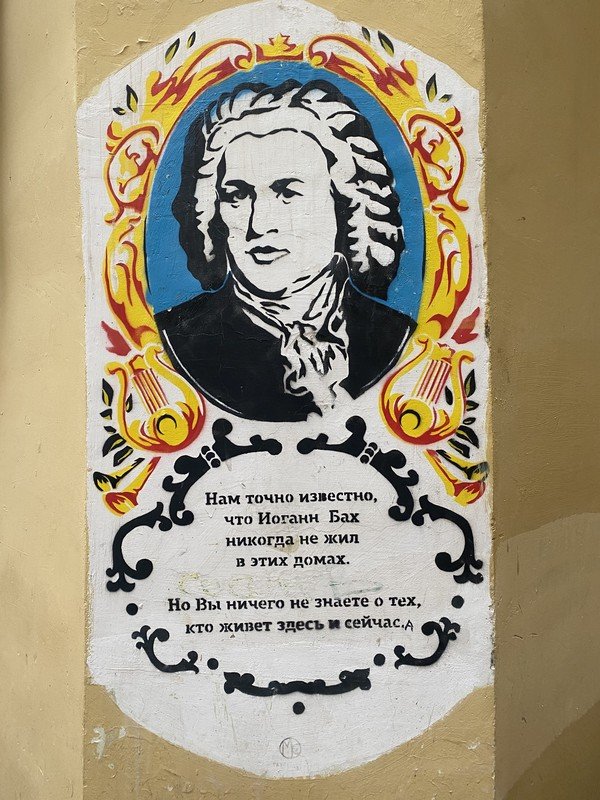 Нам точно известно,
что Иоганн Бах
никогда не жил
в этих домах.
Но Вы ничего не знаете о тех,
кто живет здесь и сейчас.